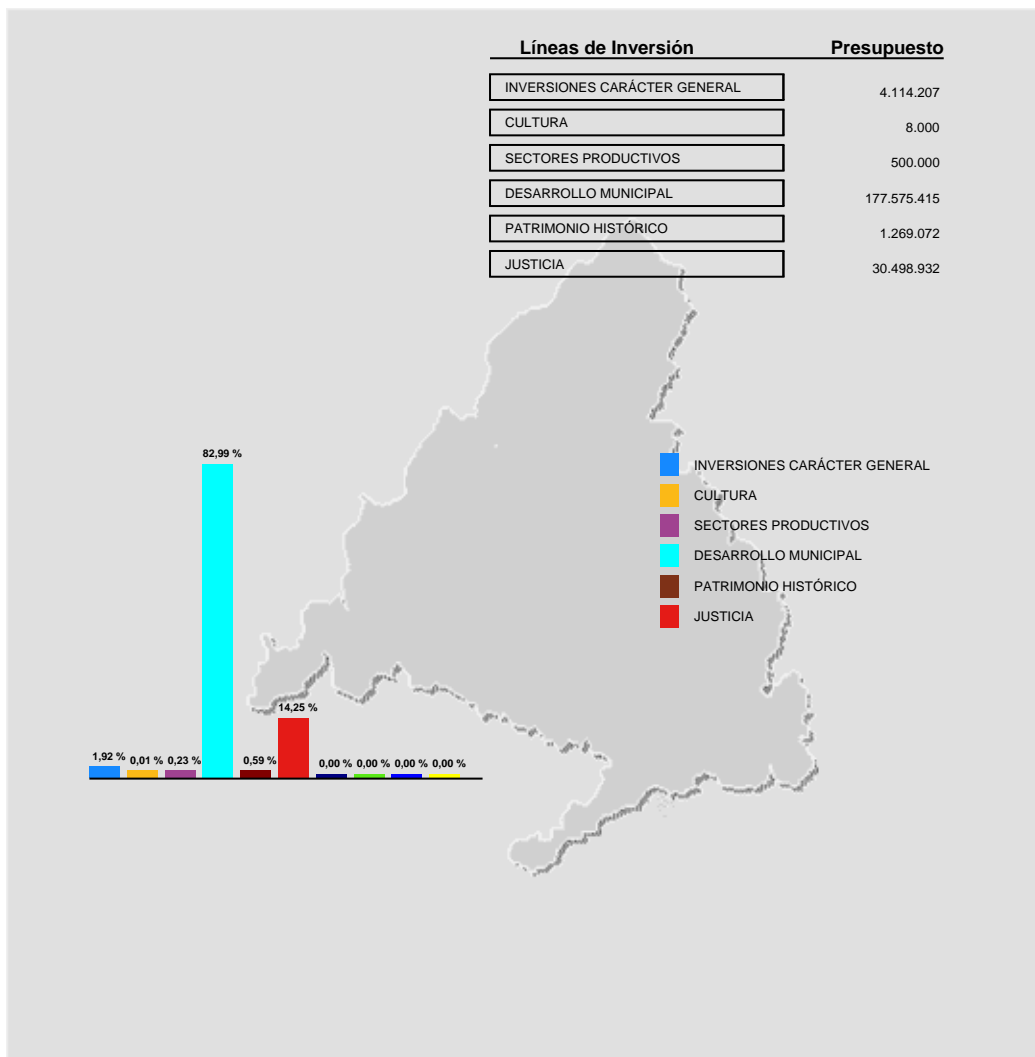 Líneas de Inversión Presupuesto
INVERSIONES CARÁCTER GENERAL 4.114.207
CULTURA 8.000
SECTORES PRODUCTIVOS 500.000
DESARROLLO MUNICIPAL 177.575.415
PATRIMONIO HISTÓRICO 1.269.072
JUSTICIA 30.498.932
82,99 %
INVERSIONES CARÁCTER GENERAL
CULTURA
SECTORES PRODUCTIVOS
DESARROLLO MUNICIPAL
PATRIMONIO HISTÓRICO
JUSTICIA
14,25 %
1,92 % 0,01 % 0,23 % 0,59 % 0,00 % 0,00 % 0,00 % 0,00 %